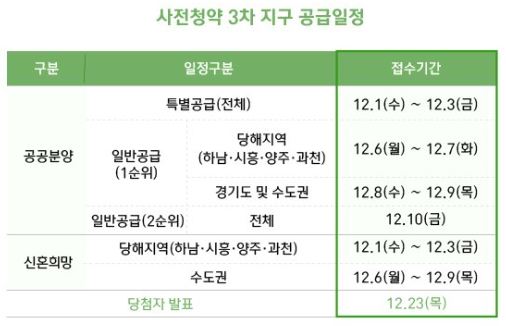 사전청약 3차 지구 공급일정
구분 일정구분 접수기간
공공분양 특별공급(전체) 12.1(수) ~ 12.3(금)
일반공급
(1순위)
당해지역
(하남·시흥·양주·과천)
12.6(월) ~ 12.7(화)
경기도 및 수도권 12.8(수) ~ 12.9(목)
일반공급(2순위) 전체 12.10(금)
신혼희망 당해지역(하남·시흥·양주·과천) 12.1(수) ~ 12.3(금)
수도권 12.6(월) ~ 12.9(목)
당첨자 발표 12.23(목)